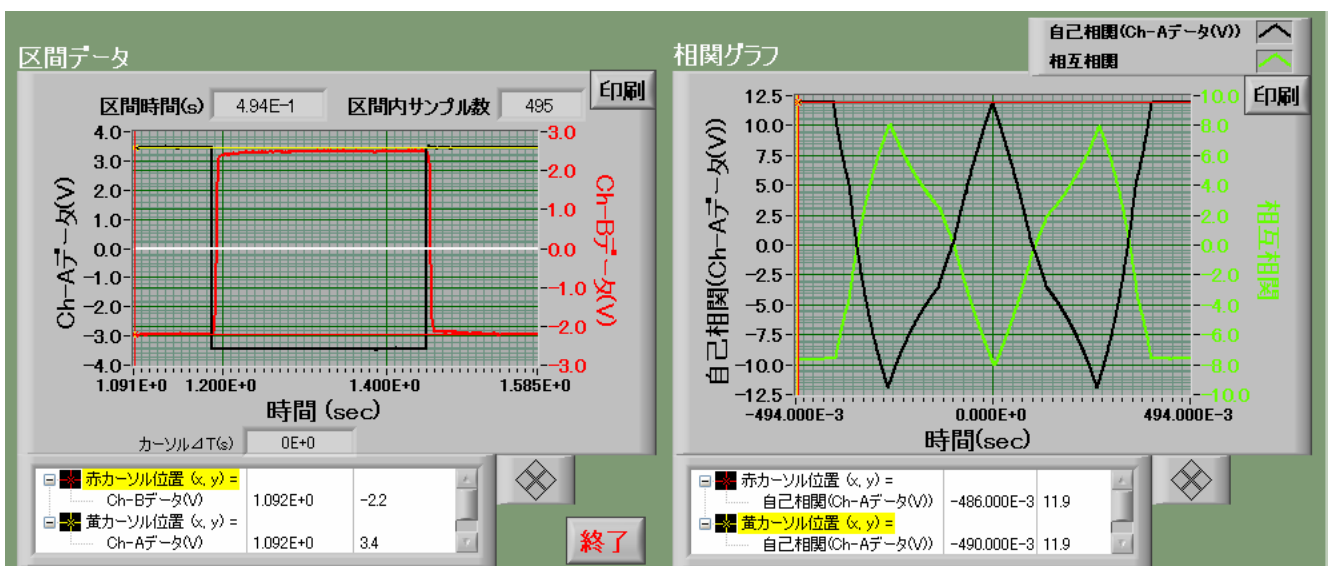 区間データ
印刷
区間時間(s) 4.94E-1 区間内サンプル数 495
Ch-Aデータ(V)
4.0
3.0
2.0
1.0
0.0
-1.0
-2.0
-3.0
-4.0
3.0
2.0
1.0
0.0
-1.0
-2.0
-3.0
Ch-Bデータ(V)
1.091E+0 1.200E+0 1.400E+0 1.585E+0
時間 (sec)
カーソル⊿T(s) 0E+0
赤カーソル位置 (x, y) =
Ch-Bデータ(V) 1.092E+0 -2.2
黄カーソル位置 (x, y) =
Ch-Aデータ(V) 1.092E+0 3.4
終了
相関グラフ
自己相関(Ch-Aデータ(V))
相互相関
印刷
自己相関(Ch-Aデータ(V))
12.5
10.0
7.5
5.0
2.5
0.0
-2.5
-5.0
-7.5
-10.0
-12.5
10.0
8.0
6.0
4.0
2.0
0.0
-2.0
-4.0
-6.0
-8.0
-10.0
相互相関
-494.000E-3 0.000E+0 494.000E-3
時間(sec)
赤カーソル位置 (x, y) =
自己相関(Ch-Aデータ(V)) -486.000E-3 11.9
黄カーソル位置 (x, y) =
自己相関(Ch-Aデータ(V)) -490.000E-3 11.9